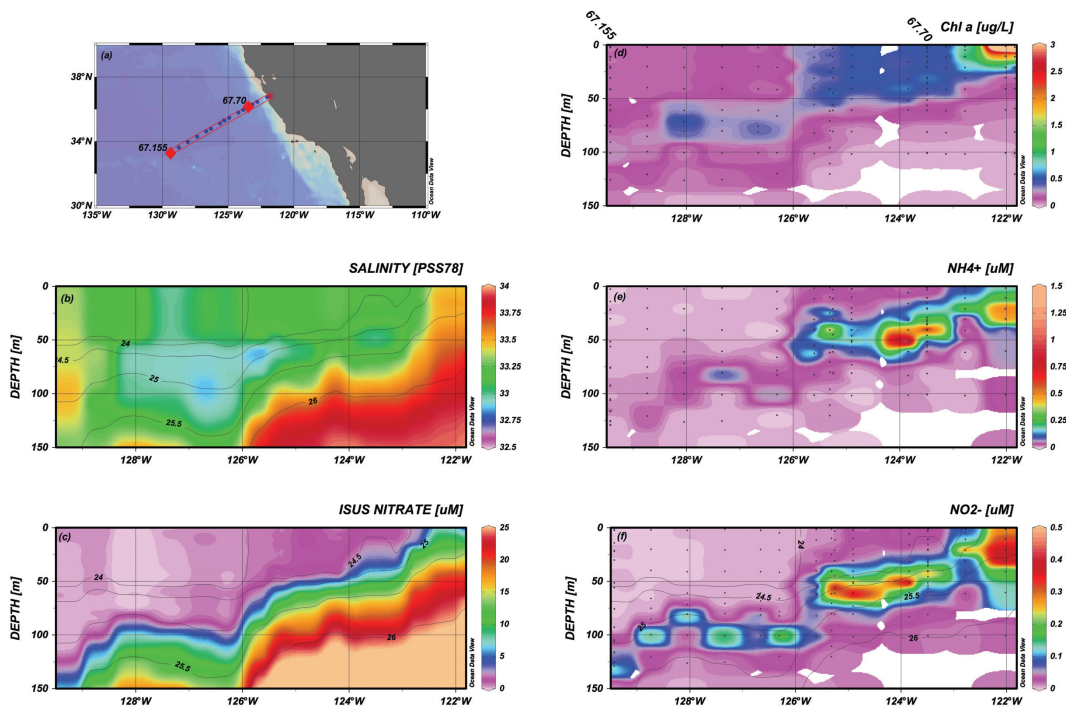 (a)
38°N
34°N
30°N
67.70
67.155
135°W 130°W 125°W 120°W 115°W 110°W
Ocean Data View
67.155
67.70
Chl a [ug/L]
(d)
DEPTH [m]
0
50
100
150
128°W 126°W 124°W 122°W
Ocean Data View
3
2.5
2
1.5
1
0.5
0
SALINITY [PSS78]
(b)
DEPTH [m]
0
50
100
150
24
24.5
25
25.5
26
128°W 126°W 124°W 122°W
Ocean Data View
34
33.75
33.5
33.25
33
32.75
32.5
NH4+ [uM]
(e)
DEPTH [m]
0
50
100
150
128°W 126°W 124°W 122°W
Ocean Data View
1.5
1.25
1
0.75
0.5
0.25
0.1
0
ISUS NITRATE [uM]
(c)
DEPTH [m]
0
50
100
150
24
24.5
25
25.5
26
128°W 126°W 124°W 122°W
Ocean Data View
25
20
15
10
5
0
NO2- [uM]
(f)
DEPTH [m]
0
50
100
150
24
24.5
25
25.5
26
128°W 126°W 124°W 122°W
Ocean Data View
0.5
0.4
0.3
0.2
0.1
0